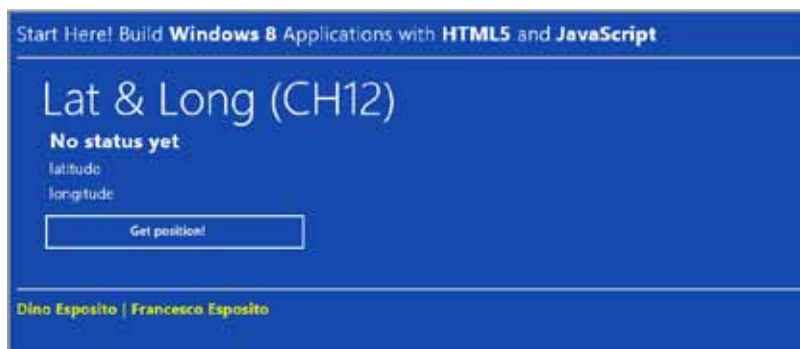 Start Here! Build Windows 8 Applications with HTML5 and JavaScript
Lat & Long (CH12)
No status yet
latitude
longitude
Get position!
Dino Esposito | Francesco Esposito